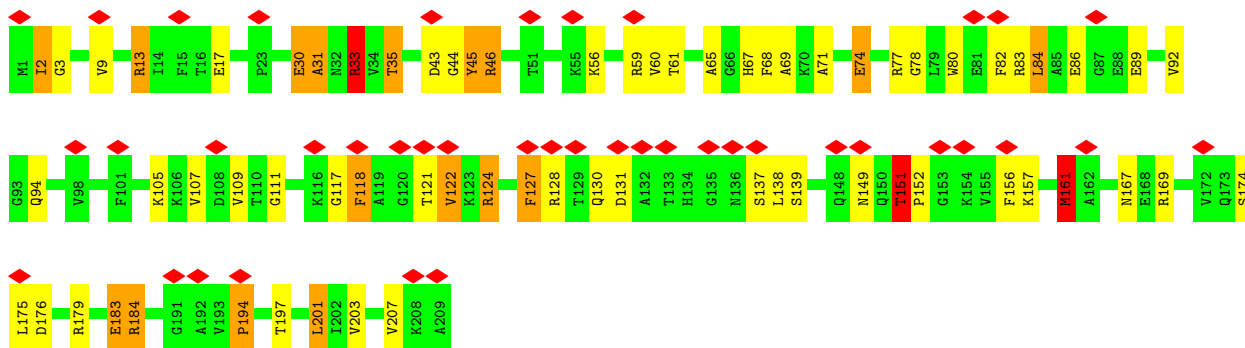 M1 I2 G3 V9 R13 I14 F15 T16 E17 P23 E30 A31 N32 R33 V34 T35 D43 G44 Y45 R46 T51 K55 K56 R59 V60 T61 A65 G66 H67 F68 A69 K70 A71 E74 R77 G78 L79 W80 E81 F82 R83 L84 A85 E86 G87 E88 E89 V92
G93 Q94 V98 F101 K105 K106 V107 D108 V109 T110 G111 K116 G117 F118 A119 G120 T121 V122 K123 R124 F127 R128 T129 Q130 D131 A132 T133 H134 G135 N136 S137 L138 S139 Q148 N149 Q150 T151 P152 G153 K154 V155 F156 K157 M161 A162 N167 E168 R169 V172 Q173 S174
L175 D176 R179 E183 R184 G191 A192 V193 P194 T197 L201 I202 V203 V207 K208 A209